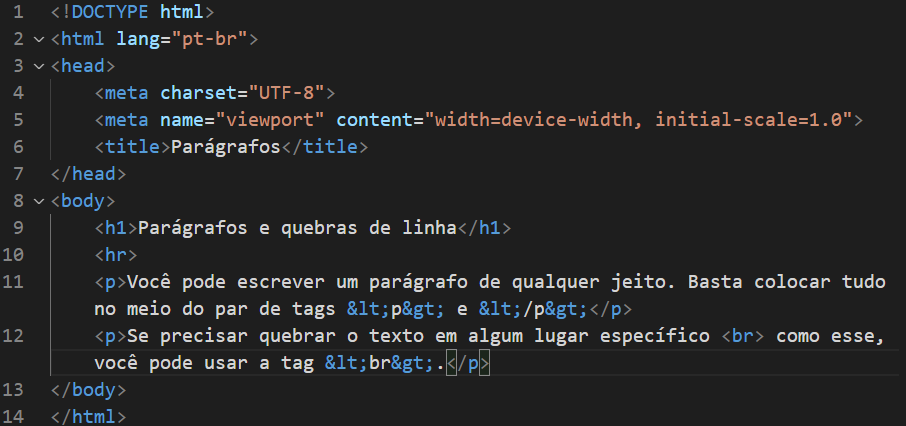 1 <!DOCTYPE html>
2 <html lang="pt-br">
3 <head>
4 <meta charset="UTF-8">
5 <meta name="viewport" content="width=device-width, initial-scale=1.0">
6 <title>Parágrafos</title>
7 </head>
8 <body>
9 <h1>Parágrafos e quebras de linha</h1>
10 <hr>
11 <p>Você pode escrever um parágrafo de qualquer jeito. Basta colocar tudo
no meio do par de tags &lt;p&gt; e &lt;/p&gt;</p>
12 <p>Se precisar quebrar o texto em algum lugar específico <br> como esse,
você pode usar a tag &lt;br&gt;.</p>
13 </body>
14 </html>